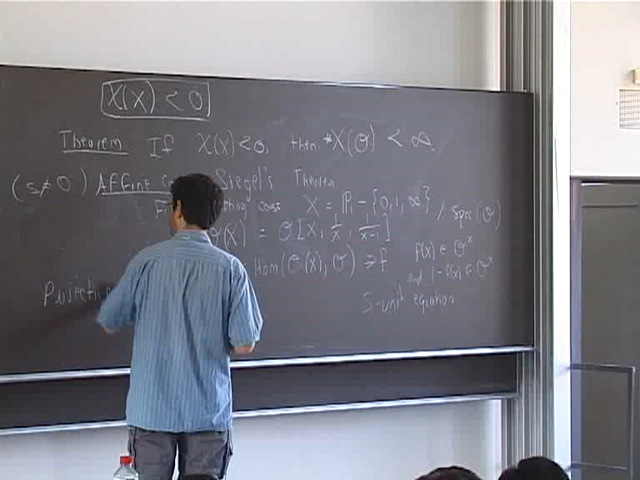 χ(X) < 0
Theorem If χ(X) < 0, then #X(O) < ∞.
(s≠0) Affine Siegel's Theorem
X = P₁ - {0, 1, ∞} / Spec(O)
(X) = O[x, 1/x, 1/(x-1)]
Hom(O(X), O) ∋ f
f(x) ∈ O^x
and 1 - f(x) ∈ O^x
S-unit equation
Projecti